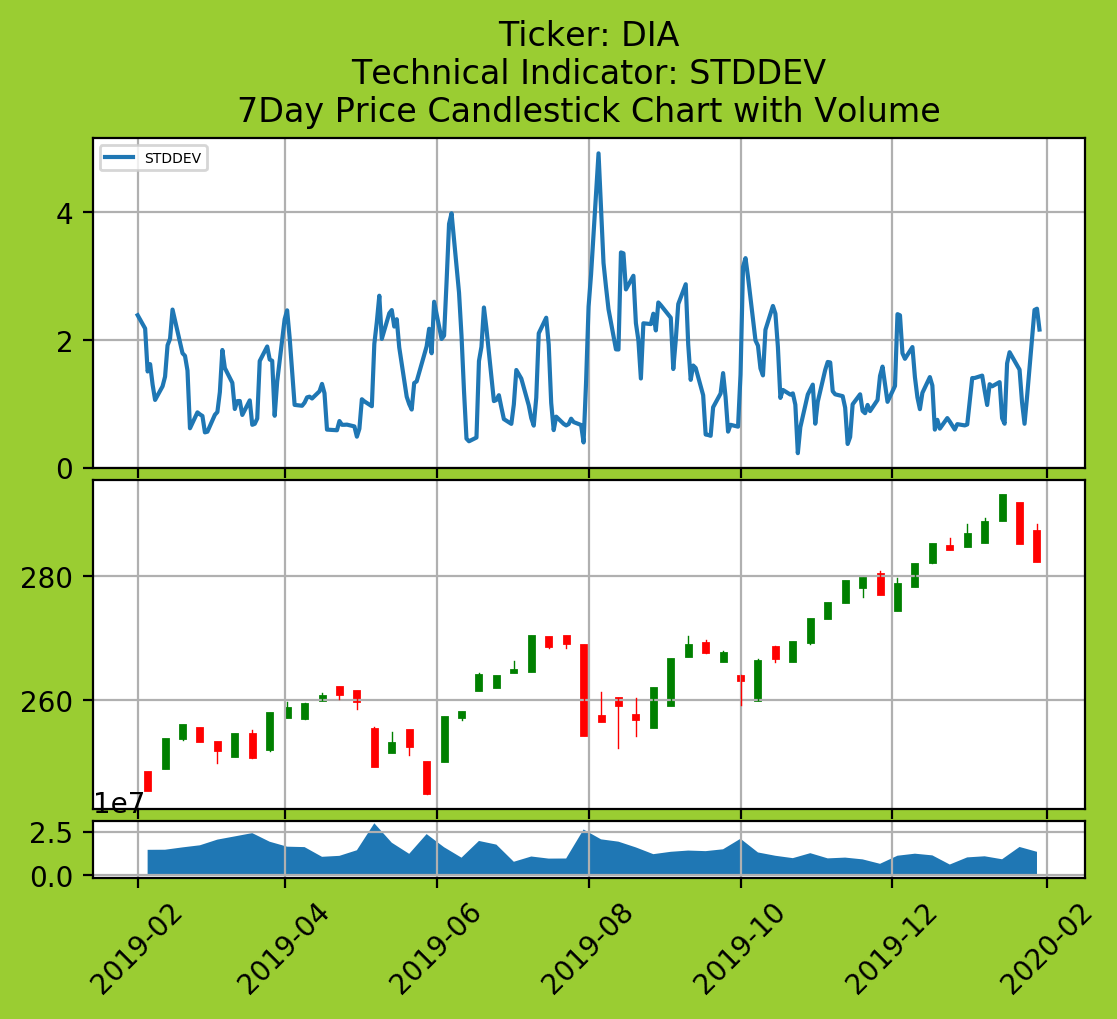 Ticker: DIA
Technical Indicator: STDDEV
7Day Price Candlestick Chart with Volume
STDDEV
4
2
0
280
260
1e7
2.5
0.0
2019-02
2019-04
2019-06
2019-08
2019-10
2019-12
2020-02